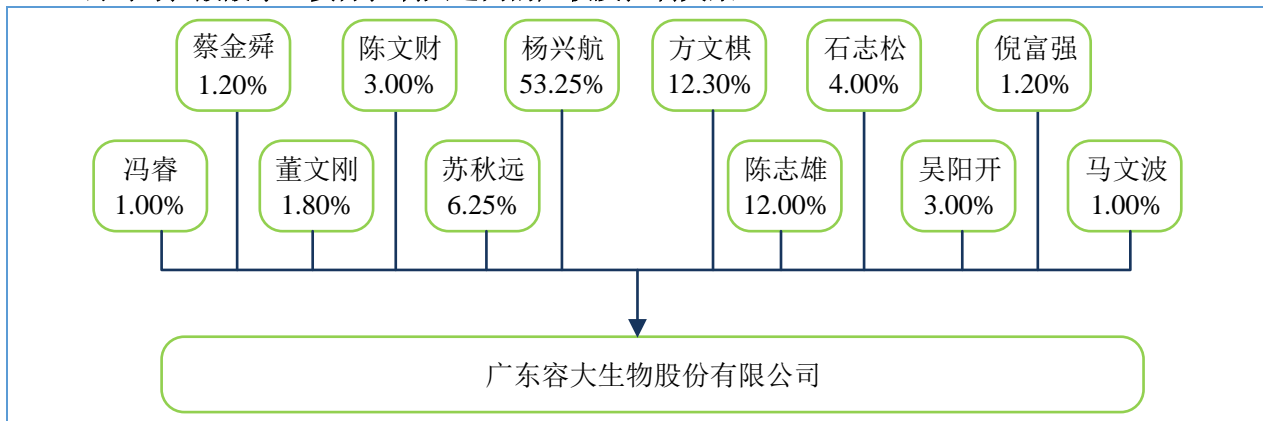 蔡金舜
1.20%
陈文财
3.00%
杨兴航
53.25%
方文棋
12.30%
石志松
4.00%
倪富强
1.20%
冯睿
1.00%
董文刚
1.80%
苏秋远
6.25%
陈志雄
12.00%
吴阳开
3.00%
马文波
1.00%
广东容大生物股份有限公司